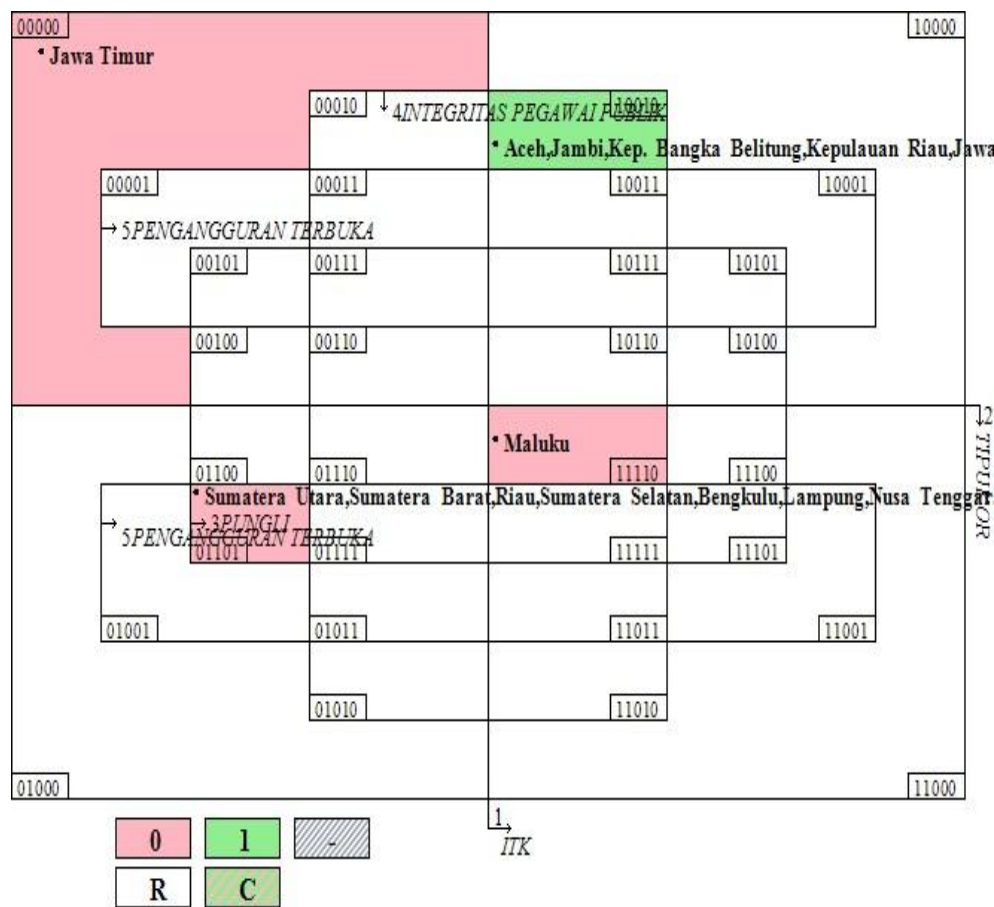 00000 10000
• Jawa Timur
00010 4INTEGRITAS PEGAWAI PUBLIK 10010
• Aceh,Jambi,Kep. Bangka Belitung,Kepulauan Riau,Jawa
00001 00011 10011 10001
5PENGANGGURAN TERBUKA
00101 00111 10111 10101
00100 00110 10110 10100
2
TIPULSOR
• Maluku
01100 01110 11110 11100
• Sumatera Utara,Sumatera Barat,Riau,Sumatera Selatan,Bengkulu,Lampung,Nusa Tenggar
3PUNGLI
5PENGANGGURAN TERBUKA
01101 01111 11111 11101
01001 01011 11011 11001
01010 11010
01000 11000
1
ITK
0 1 -
R C